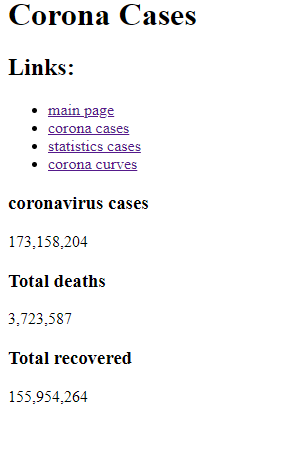 Corona Cases
Links:
main page
corona cases
statistics cases
corona curves
coronavirus cases
173,158,204
Total deaths
3,723,587
Total recovered
155,954,264